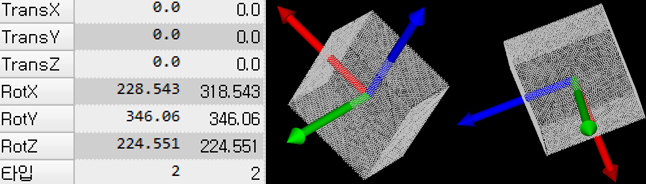 TransX 0.0 0.0
TransY 0.0 0.0
TransZ 0.0 0.0
RotX 228.543 318.543
RotY 346.06 346.06
RotZ 224.551 224.551
타입 2 2